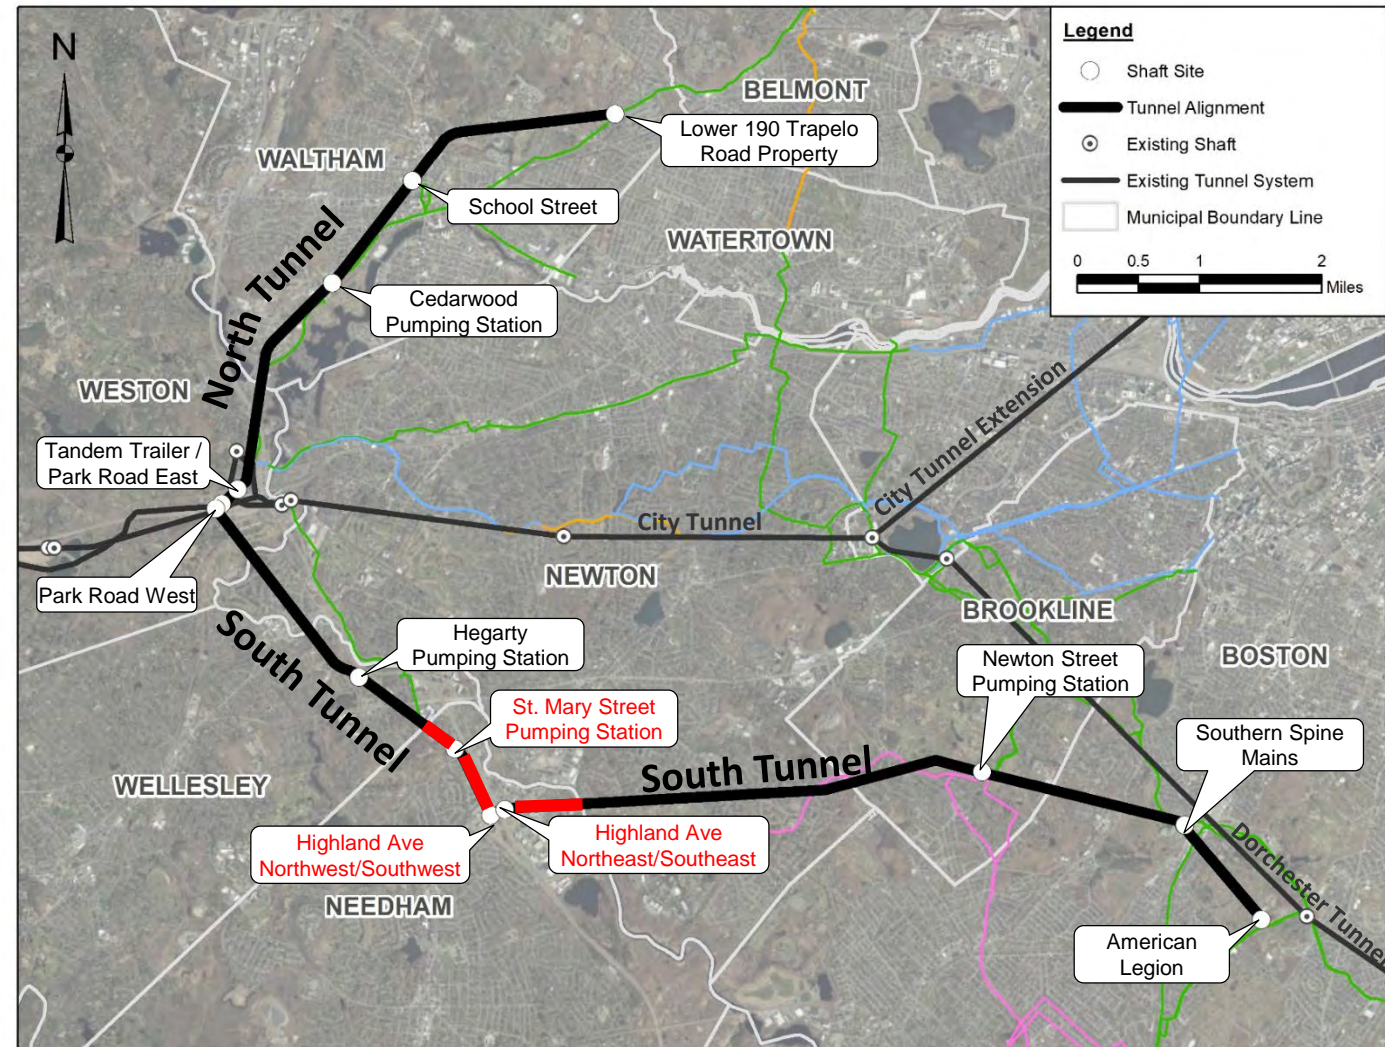 N
Legend
Shaft Site
Tunnel Alignment
Existing Shaft
Existing Tunnel System
Municipal Boundary Line
0 0.5 1 2
Miles
BELMONT
Lower 190 Trapelo
Road Property
WALTHAM
School Street
WATERTOWN
North Tunnel
Cedarwood
Pumping Station
WESTON
City Tunnel Extension
Tandem Trailer /
Park Road East
City Tunnel
NEWTON
Park Road West
BROOKLINE
Hegarty
Pumping Station
BOSTON
Newton Street
Pumping Station
South Tunnel
St. Mary Street
Pumping Station
Southern Spine
Mains
South Tunnel
WELLESLEY
Highland Ave
Northwest/Southwest
Highland Ave
Northeast/Southeast
Dorchester Tunnel
NEEDHAM
American
Legion